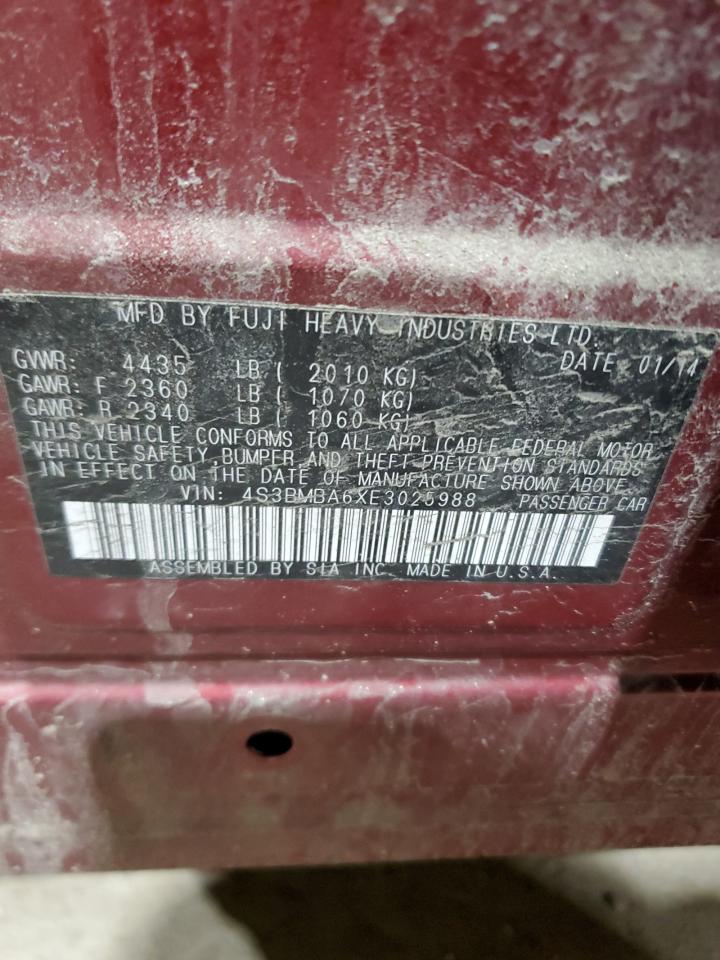 MFD BY FUJI HEAVY INDUSTRIES LTD.
DATE 01/14
GVWR: 4435 LB ( 2010 KG)
GAWR: F 2360 LB ( 1070 KG)
GAWR: R 2340 LB ( 1060 KG)
THIS VEHICLE CONFORMS TO ALL APPLICABLE FEDERAL MOTOR
VEHICLE SAFETY, BUMPER AND THEFT PREVENTION STANDARDS
IN EFFECT ON THE DATE OF MANUFACTURE SHOWN ABOVE.
VIN: 4S3BMBA6XE3025988 PASSENGER CAR
ASSEMBLED BY SIA INC. MADE IN U.S.A.